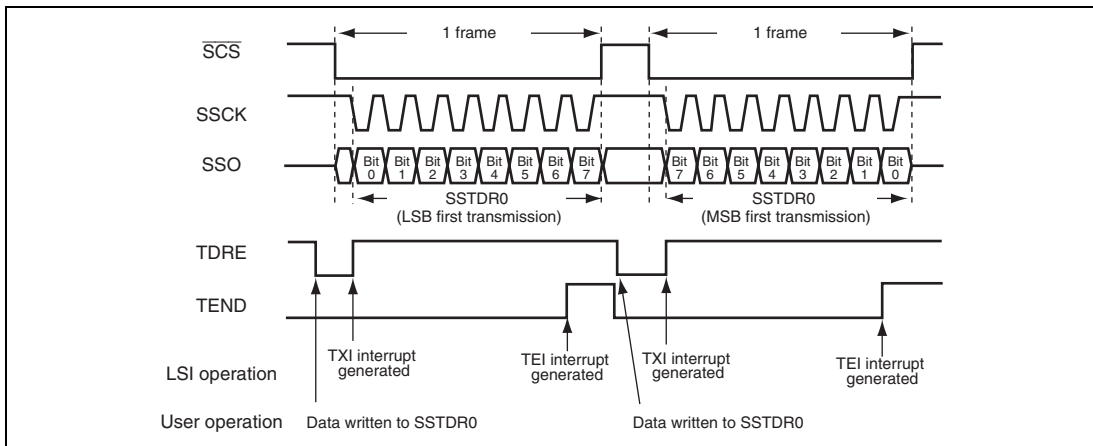 1 frame 1 frame
SCS
SSCK
SSO Bit 0 Bit 1 Bit 2 Bit 3 Bit 4 Bit 5 Bit 6 Bit 7 Bit 7 Bit 6 Bit 5 Bit 4 Bit 3 Bit 2 Bit 1 Bit 0
SSTDR0 SSTDR0
(LSB first transmission) (MSB first transmission)
TDRE
TEND
TXI interrupt TEI interrupt TXI interrupt TEI interrupt
LSI operation generated generated generated generated
User operation Data written to SSTDR0 Data written to SSTDR0